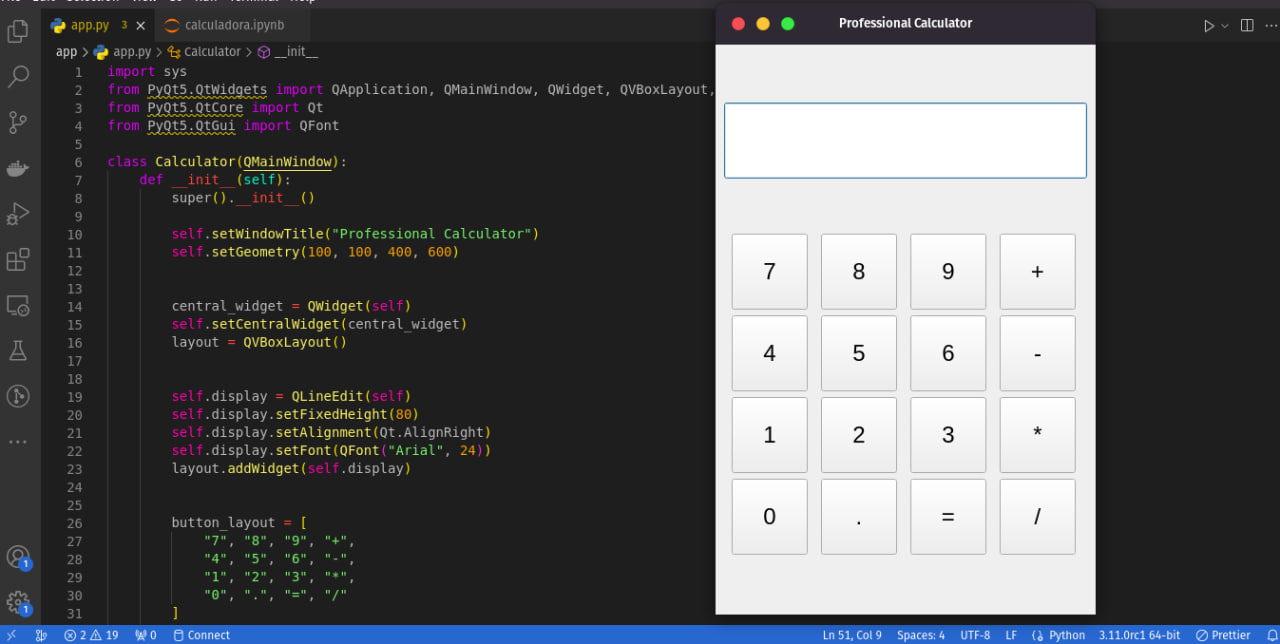 app.py 3
calculadora.ipynb
app > app.py > Calculator > __init__
1 import sys
2 from PyQt5.QtWidgets import QApplication, QMainWindow, QWidget, QVBoxLayout,
3 from PyQt5.QtCore import Qt
4 from PyQt5.QtGui import QFont
5
6 class Calculator(QMainWindow):
7 def __init__(self):
8 super().__init__()
9
10 self.setWindowTitle("Professional Calculator")
11 self.setGeometry(100, 100, 400, 600)
12
13
14 central_widget = QWidget(self)
15 self.setCentralWidget(central_widget)
16 layout = QVBoxLayout()
17
18
19 self.display = QLineEdit(self)
20 self.display.setFixedHeight(80)
21 self.display.setAlignment(Qt.AlignRight)
22 self.display.setFont(QFont("Arial", 24))
23 layout.addWidget(self.display)
24
25
26 button_layout = [
27 "7", "8", "9", "+",
28 "4", "5", "6", "-",
29 "1", "2", "3", "*",
30 "0", ".", "=", "/"
31 ]
Professional Calculator
7 8 9 +
4 5 6 -
1 2 3 *
0 . = /
1
1
2 19 0 Connect Ln 51, Col 9 Spaces: 4 UTF-8 LF Python 3.11.0rc1 64-bit Prettier